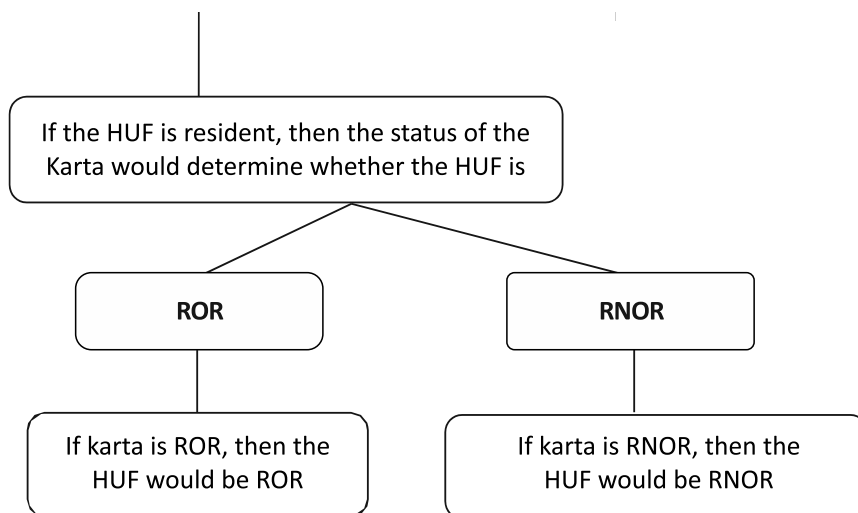 If the HUF is resident, then the status of the
Karta would determine whether the HUF is
ROR
RNOR
If karta is ROR, then the
HUF would be ROR
If karta is RNOR, then the
HUF would be RNOR